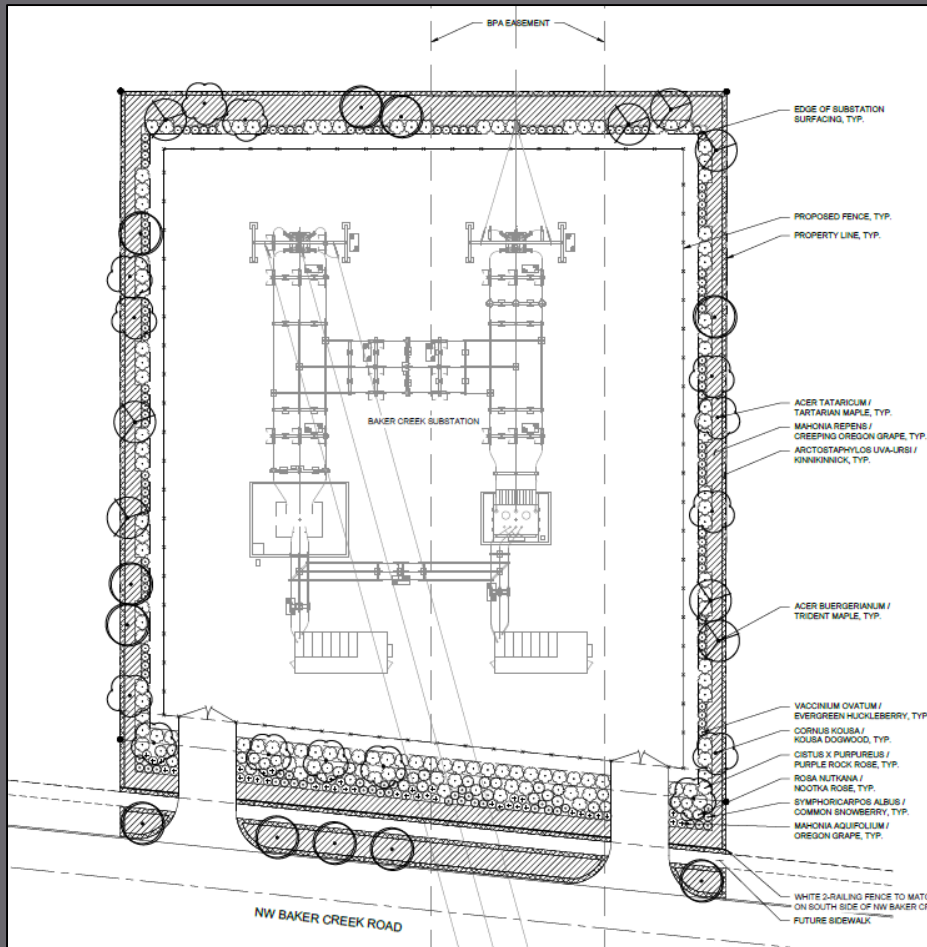 BPA EASEMENT
EDGE OF SUBSTATION
SURFACING, TYP.
PROPOSED FENCE, TYP.
PROPERTY LINE, TYP.
ACER TATARICUM /
TARTARIAN MAPLE, TYP.
MAHONIA REPENS /
CREEPING OREGON GRAPE, TYP.
ARCTOSTAPHYLOS UVA-URSI /
KINNIKINNICK, TYP.
BAKER CREEK SUBSTATION
ACER BUERGERIANUM /
TRIDENT MAPLE, TYP.
VACCINIUM OVATUM /
EVERGREEN HUCKLEBERRY, TYP
CORNUS KOUSA /
KOUSA DOGWOOD, TYP.
CISTUS X PURPUREUS /
PURPLE ROCK ROSE, TYP.
ROSA NUTKANA /
NOOTKA ROSE, TYP.
SYMPHORICARPOS ALBUS /
COMMON SNOWBERRY, TYP.
MAHONIA AQUIFOLIUM /
OREGON GRAPE, TYP.
WHITE 2-RAILING FENCE TO MATC
ON SOUTH SIDE OF NW BAKER CR
FUTURE SIDEWALK
NW BAKER CREEK ROAD